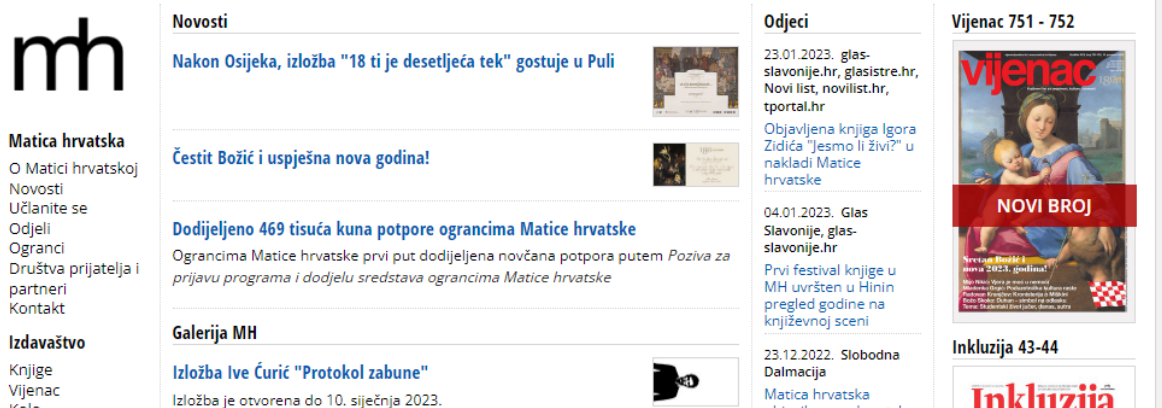 mh
Matica hrvatska
O Matici hrvatskoj
Novosti
Učlanite se
Odjeli
Ogranci
Društva prijatelja i
partneri
Kontakt
Izdavaštvo
Knjige
Vijenac
Novosti
Nakon Osijeka, izložba "18 ti je desetljeća tek" gostuje u Puli
Čestit Božić i uspješna nova godina!
Dodijeljeno 469 tisuća kuna potpore ograncima Matice hrvatske
Ograncima Matice hrvatske prvi put dodijeljena novčana potpora putem Poziva za
prijavu programa i dodjelu sredstava ograncima Matice hrvatske
Galerija MH
Izložba Ive Ćurić "Protokol zabune"
Izložba je otvorena do 10. siječnja 2023.
Odjeci
23.01.2023. glas-
slavonije.hr, glasistre.hr,
Novi list, novilist.hr,
tportal.hr
Objavljena knjiga Igora
Zidića "Jesmo li živi?" u
nakladi Matice
hrvatske
04.01.2023. Glas
Slavonije, glas-
slavonije.hr
Prvi festival knjige u
MH uvršten u Hinin
pregled godine na
književnoj sceni
23.12.2022. Slobodna
Dalmacija
Matica hrvatska
Vijenac 751 - 752
vijenac
NOVI BROJ
Sretan Božić i
nova 2023. godina!
Inkluzija 43-44
Inkluzija